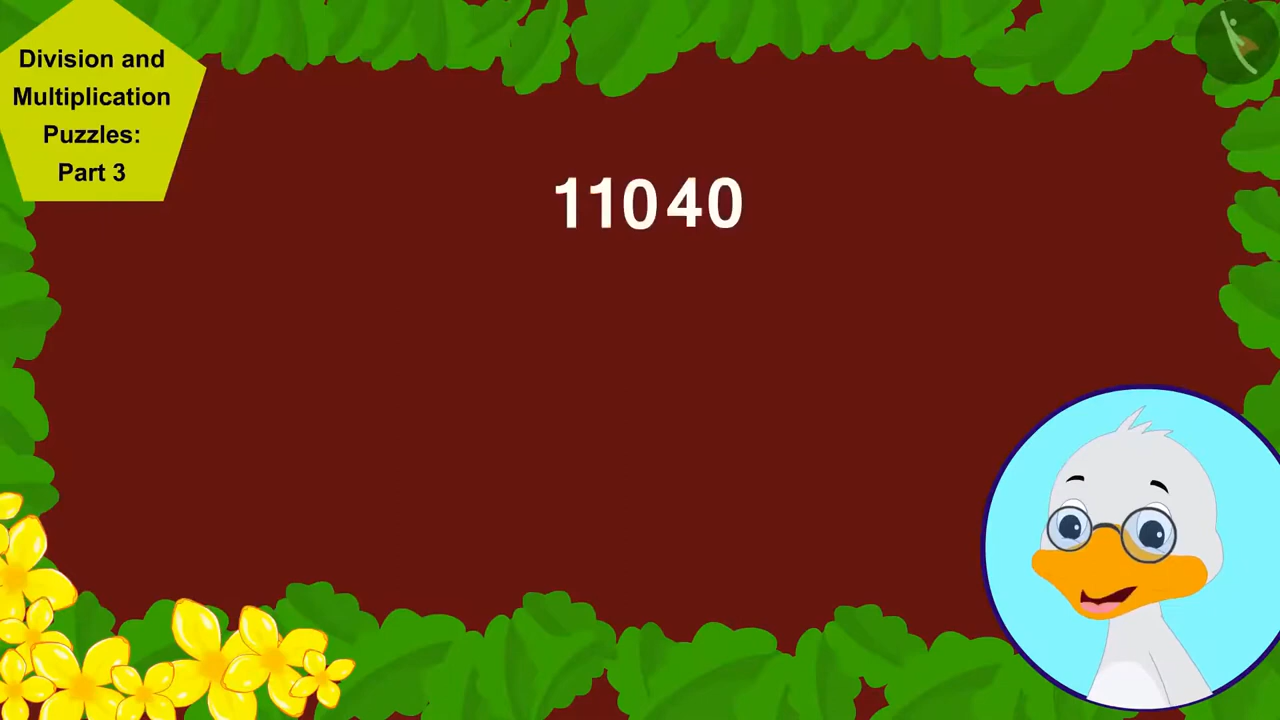 Division and
Multiplication
Puzzles:
Part 3
11040